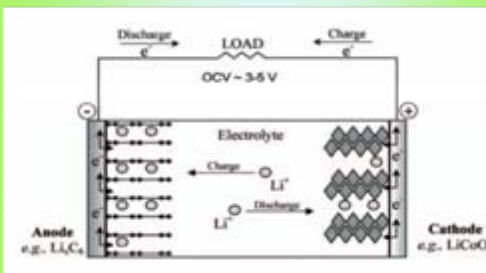 Discharge
e⁻
LOAD
Charge
e⁻
OCV ~ 3-5 V
−
+
Electrolyte
e⁻
Charge
Li⁺
Li⁺
Discharge
e⁻
e⁻
e⁻
Anode
e.g., LiₓC₆
Cathode
e.g., LiCoO